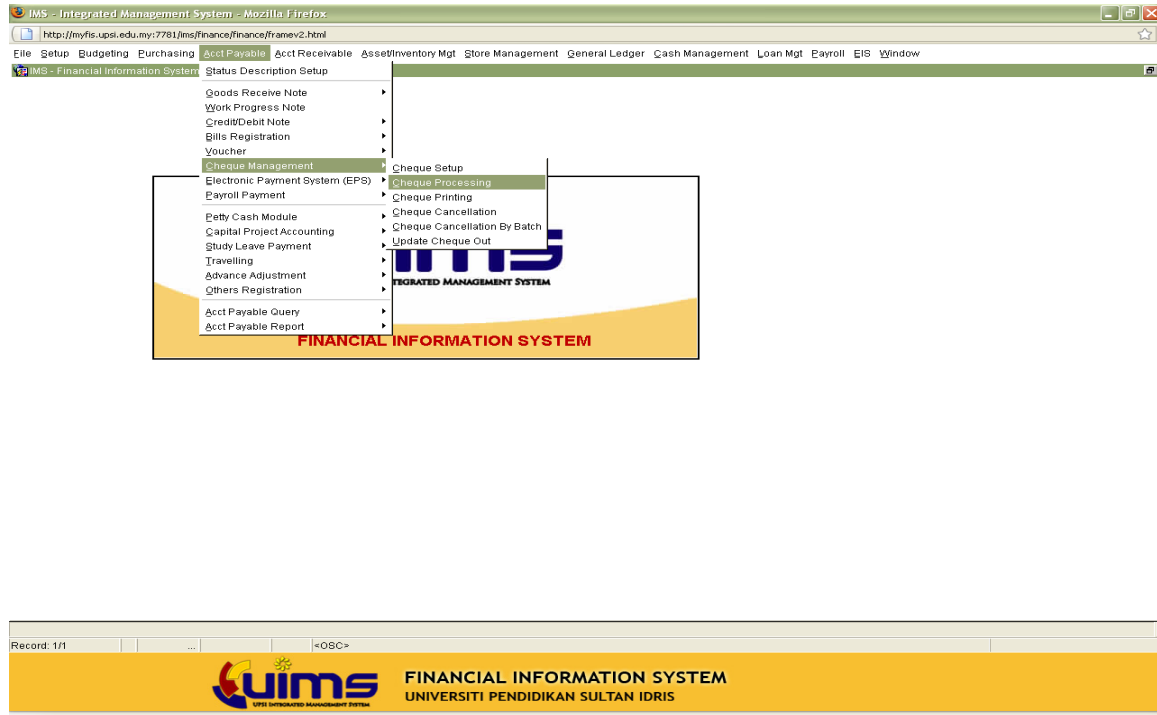 IMS - Integrated Management System - Mozilla Firefox
http://myfis.upsi.edu.my:7781/ims/finance/finance/framev2.html
File Setup Budgeting Purchasing Acct Payable Acct Receivable Asset/Inventory Mgt Store Management General Ledger Cash Management Loan Mgt Payroll EIS Window
IMS - Financial Information System
Status Description Setup
Goods Receive Note
Work Progress Note
Credit/Debit Note
Bills Registration
Voucher
Cheque Management
Electronic Payment System (EPS)
Payroll Payment
Petty Cash Module
Capital Project Accounting
Study Leave Payment
Travelling
Advance Adjustment
Others Registration
Acct Payable Query
Acct Payable Report
Cheque Setup
Cheque Processing
Cheque Printing
Cheque Cancellation
Cheque Cancellation By Batch
Update Cheque Out
TEGRATED MANAGEMENT SYSTEM
FINANCIAL INFORMATION SYSTEM
Record: 1/1
...
<OSC>
uims
UPSI INTEGRATED MANAGEMENT SYSTEM
FINANCIAL INFORMATION SYSTEM
UNIVERSITI PENDIDIKAN SULTAN IDRIS